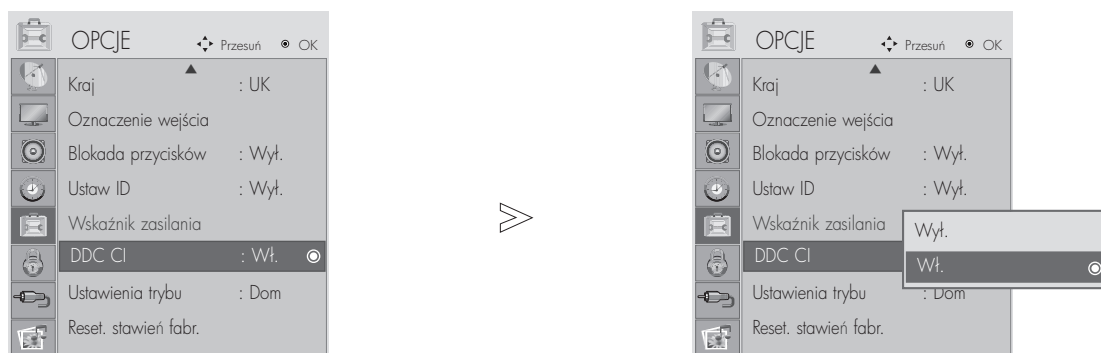 OPCJE
Przesuń OK
Kraj : UK
Oznaczenie wejścia
Blokada przycisków : Wył.
Ustaw ID : Wył.
Wskaźnik zasilania
DDC CI : Wł.
Ustawienia trybu : Dom
Reset. stawień fabr.
>
OPCJE
Przesuń OK
Kraj : UK
Oznaczenie wejścia
Blokada przycisków : Wył.
Ustaw ID : Wył.
Wskaźnik zasilania
Wył.
DDC CI
Wł.
Ustawienia trybu : Dom
Reset. stawień fabr.